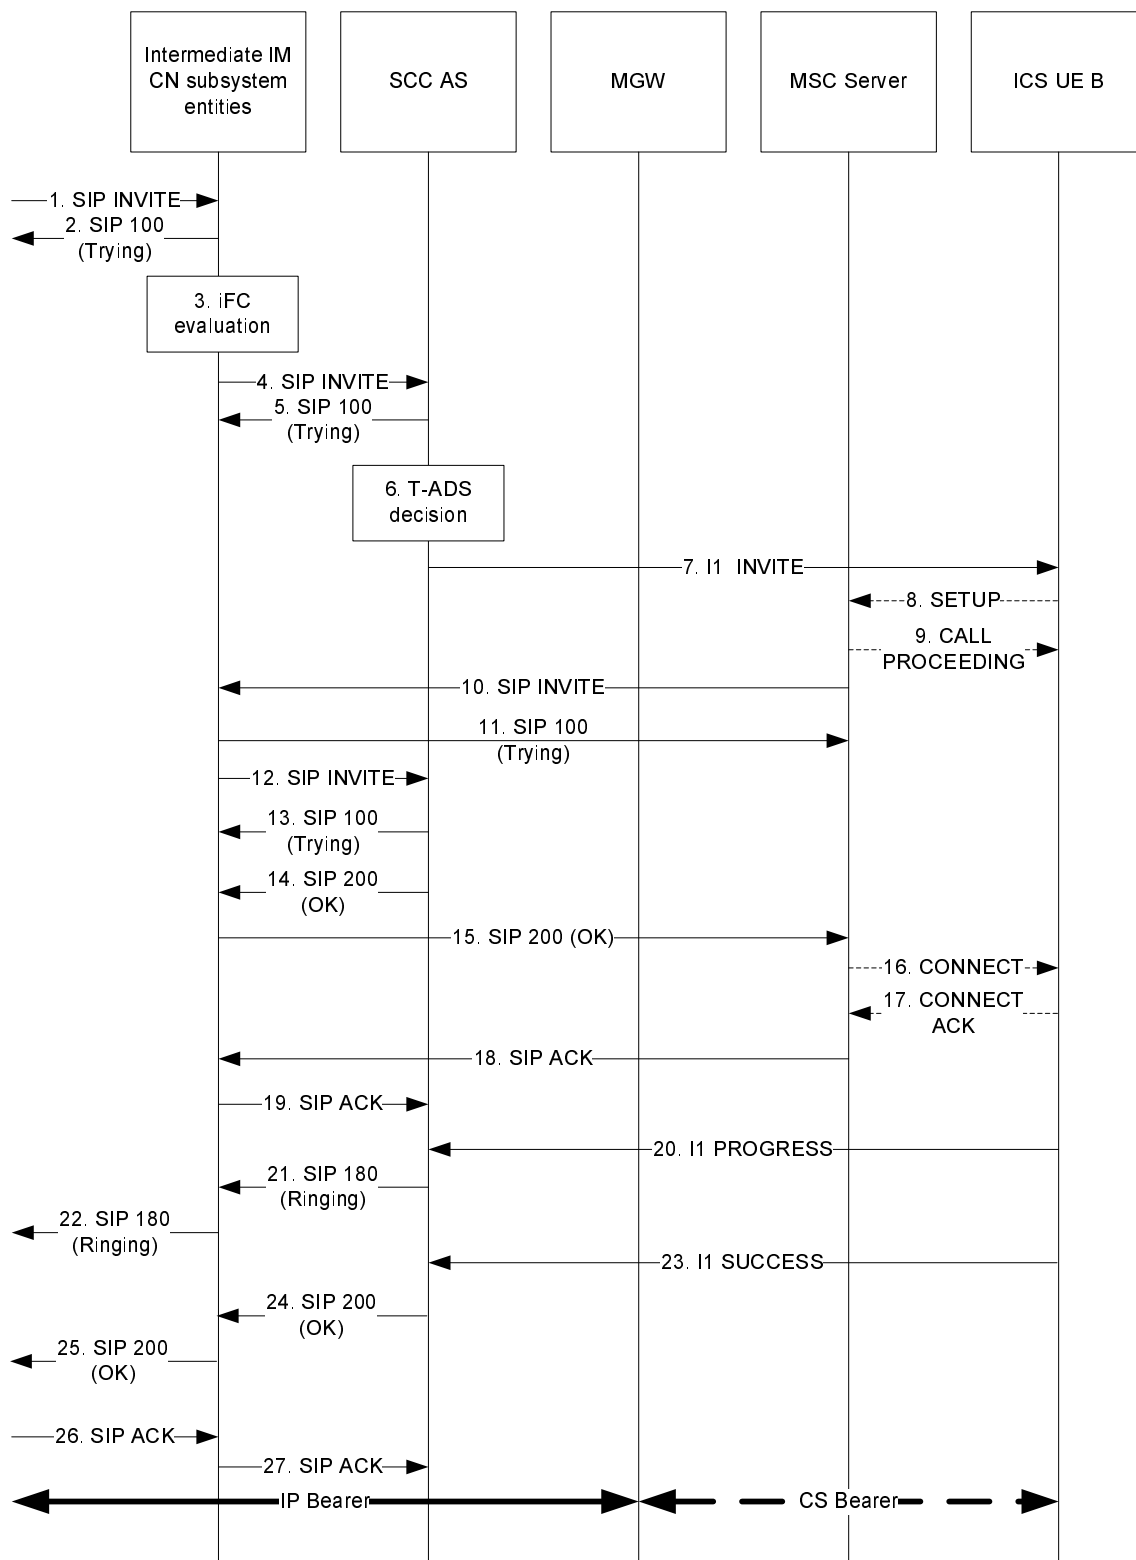 Intermediate IM
CN subsystem
entities
SCC AS
MGW
MSC Server
ICS UE B
1. SIP INVITE
2. SIP 100
(Trying)
3. iFC
evaluation
4. SIP INVITE
5. SIP 100
(Trying)
6. T-ADS
decision
7. I1 INVITE
8. SETUP
9. CALL
PROCEEDING
10. SIP INVITE
11. SIP 100
(Trying)
12. SIP INVITE
13. SIP 100
(Trying)
14. SIP 200
(OK)
15. SIP 200 (OK)
16. CONNECT
17. CONNECT
ACK
18. SIP ACK
19. SIP ACK
20. I1 PROGRESS
21. SIP 180
(Ringing)
22. SIP 180
(Ringing)
23. I1 SUCCESS
24. SIP 200
(OK)
25. SIP 200
(OK)
26. SIP ACK
27. SIP ACK
IP Bearer
CS Bearer